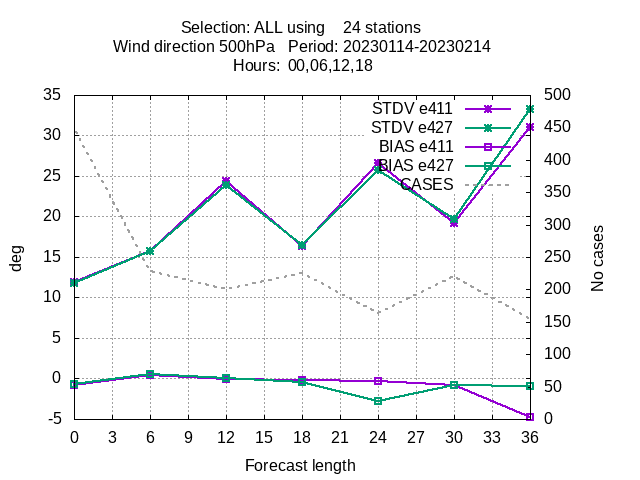 Selection: ALL using    24 stations
Wind direction 500hPa   Period: 20230114-20230214
Hours:  00,06,12,18
35
30
25
20
15
10
5
0
-5
deg
500
450
400
350
300
250
200
150
100
50
0
No cases
STDV e411
STDV e427
BIAS e411
BIAS e427
CASES
0 3 6 9 12 15 18 21 24 27 30 33 36
Forecast length